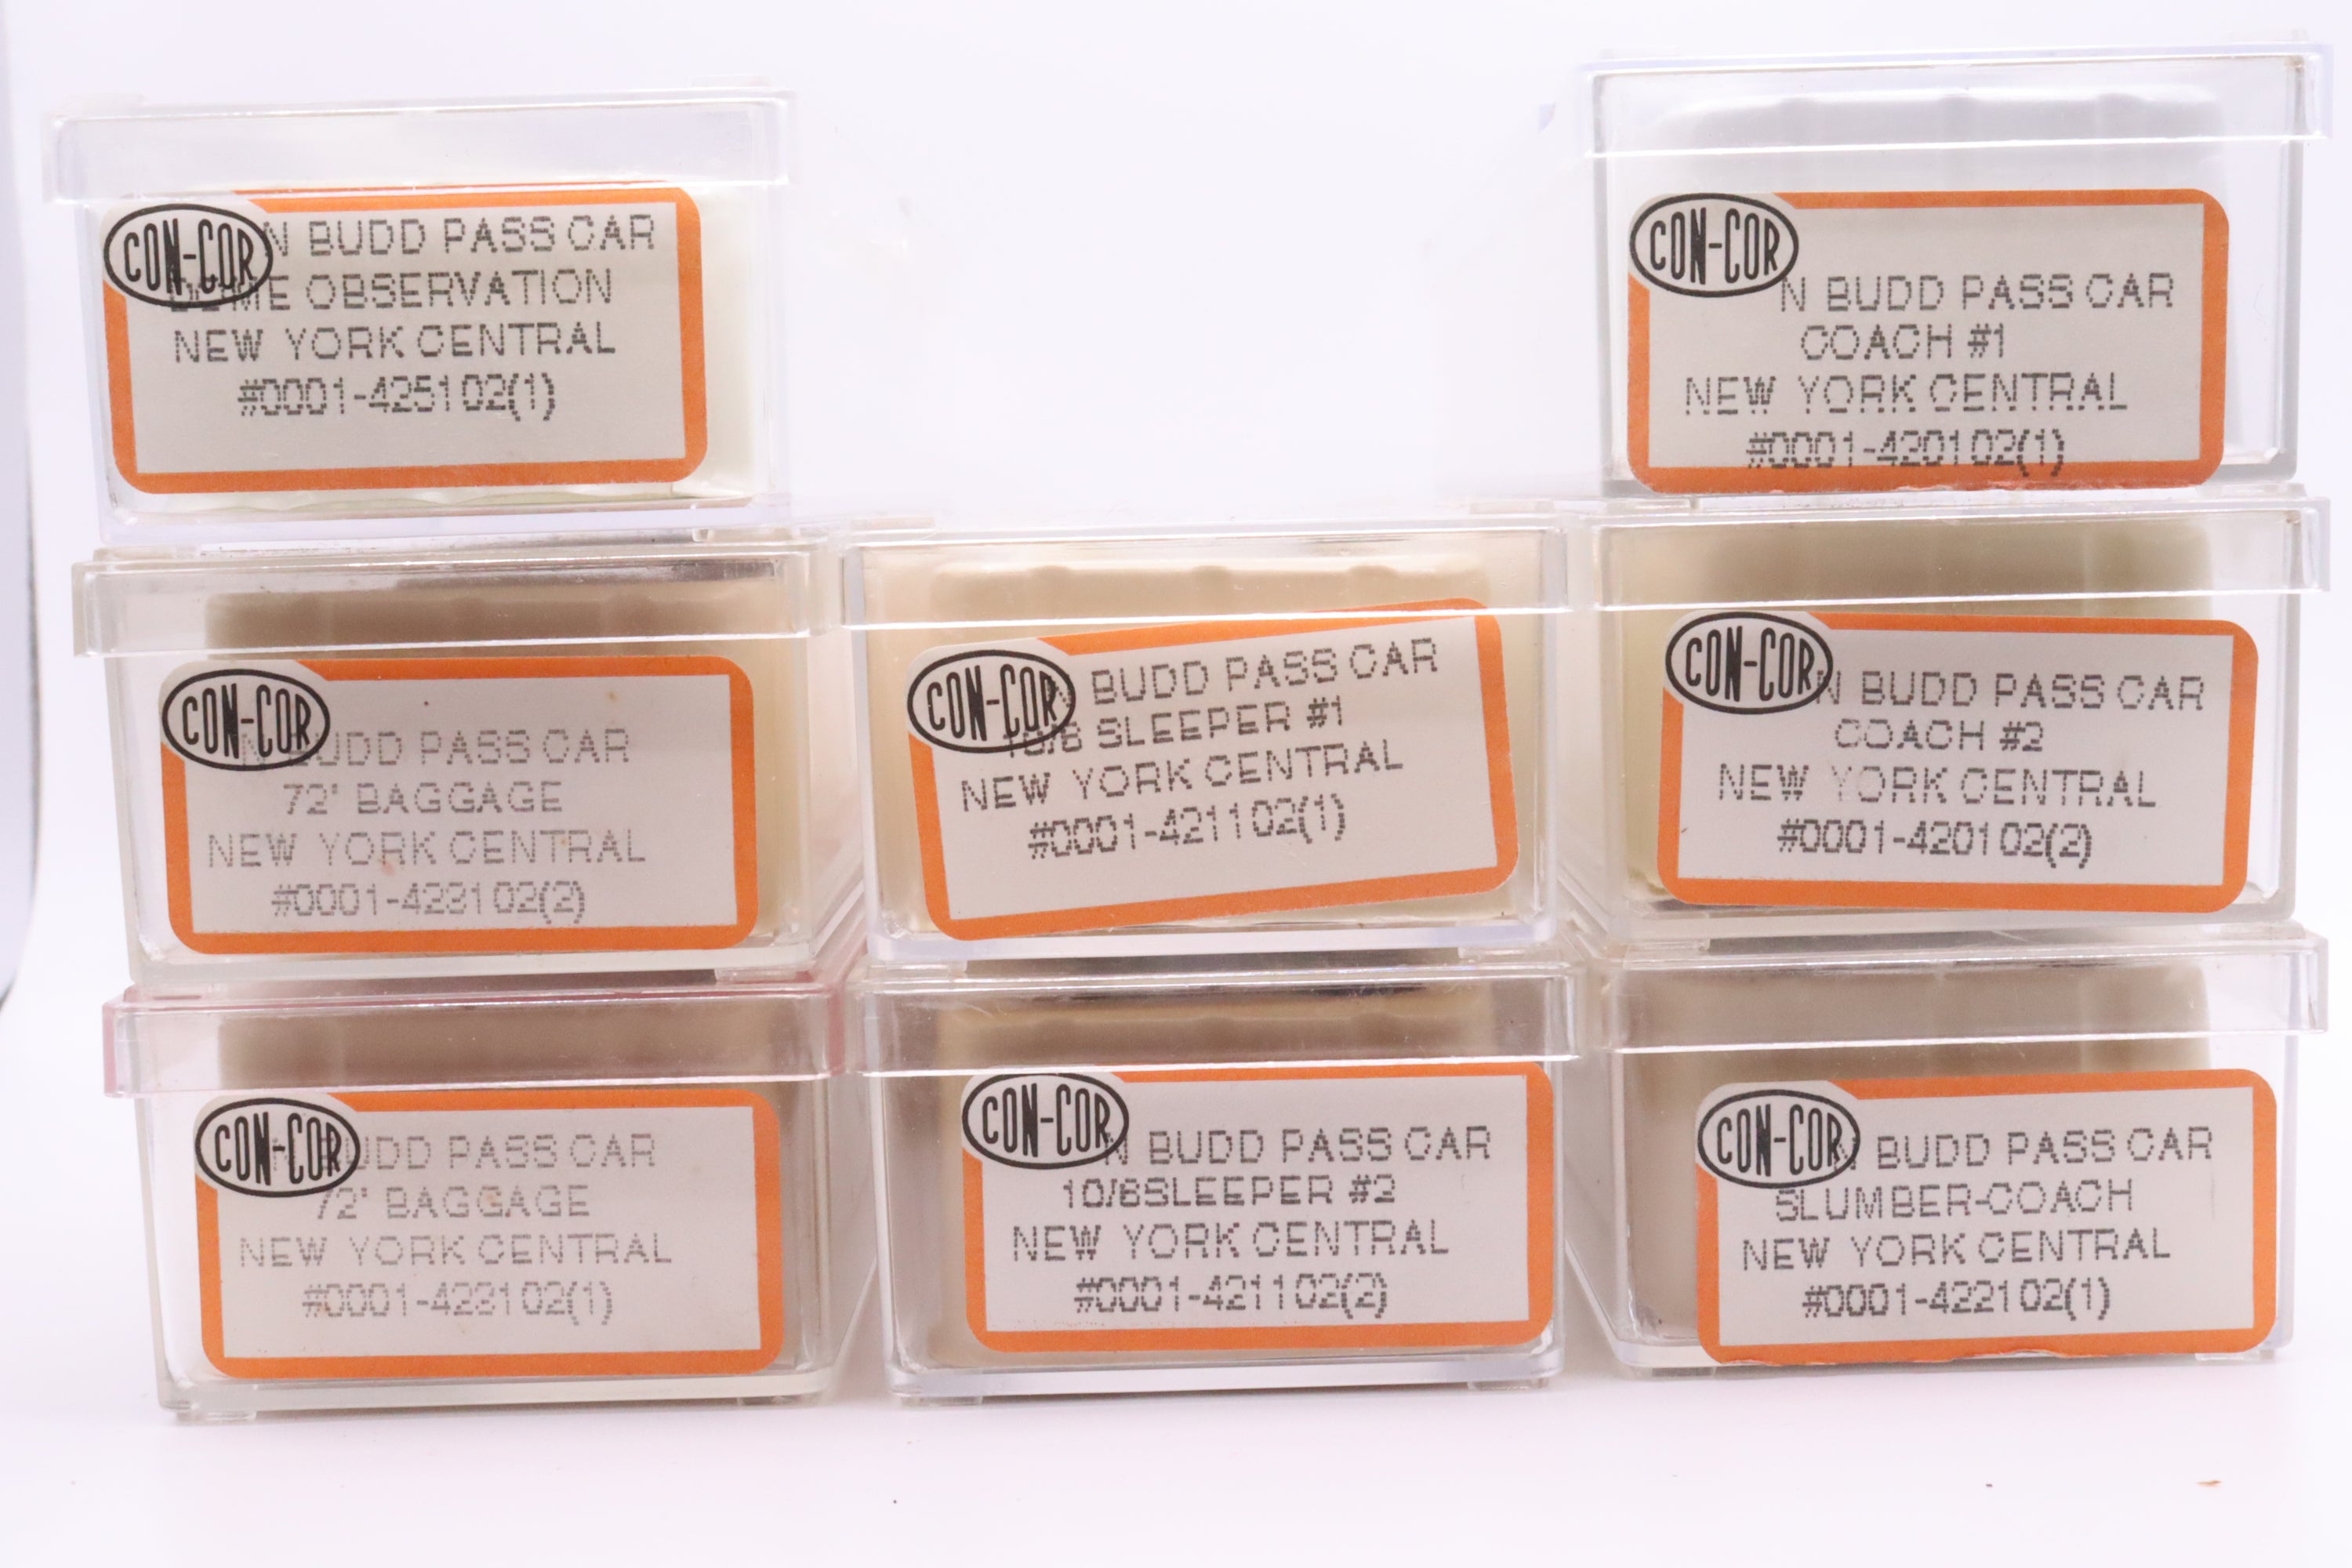 CON-COR
N BUDD PASS CAR
DOME OBSERVATION
NEW YORK CENTRAL
#0001-425102(1)
CON-COR
N BUDD PASS CAR
COACH #1
NEW YORK CENTRAL
#0001-420102(1)
CON-COR
N BUDD PASS CAR
72' BAGGAGE
NEW YORK CENTRAL
#0001-423102(2)
CON-COR
N BUDD PASS CAR
10/6 SLEEPER #1
NEW YORK CENTRAL
#0001-421102(1)
CON-COR
N BUDD PASS CAR
COACH #2
NEW YORK CENTRAL
#0001-420102(2)
CON-COR
N BUDD PASS CAR
72' BAGGAGE
NEW YORK CENTRAL
#0001-423102(1)
CON-COR
N BUDD PASS CAR
10/6SLEEPER #2
NEW YORK CENTRAL
#0001-421102(2)
CON-COR
N BUDD PASS CAR
SLUMBER-COACH
NEW YORK CENTRAL
#0001-422102(1)